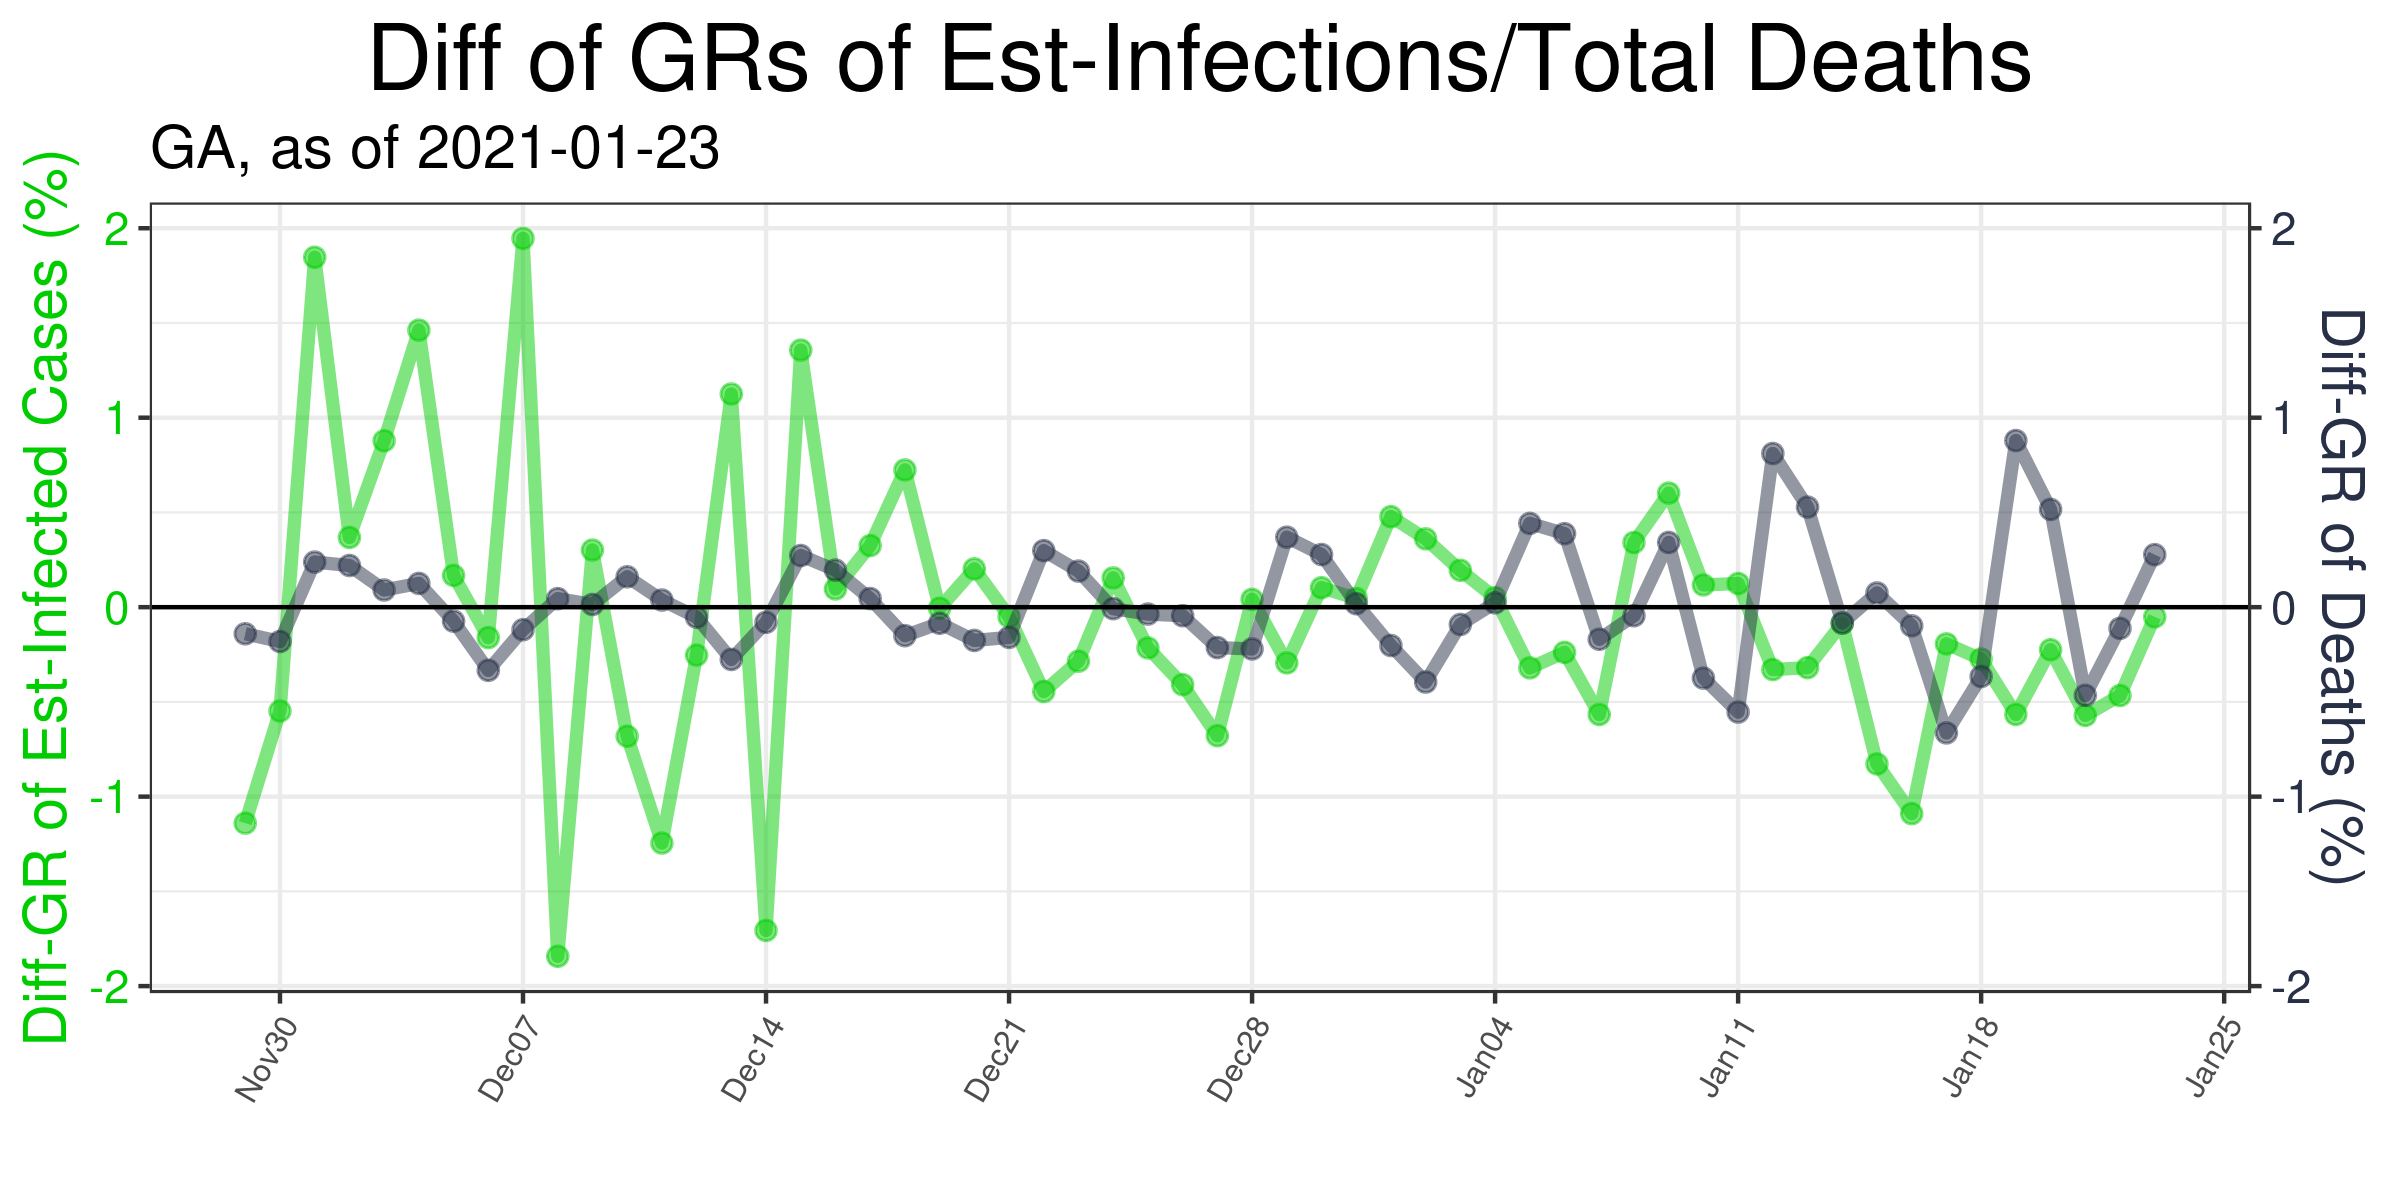 Diff of GRs of Est-Infections/Total Deaths
GA, as of 2021-01-23
Diff-GR of Est-Infected Cases (%)
2
1
0
-1
-2
2
1
0
-1
-2
Diff-GR of Deaths (%)
Nov30
Dec07
Dec14
Dec21
Dec28
Jan04
Jan11
Jan18
Jan25